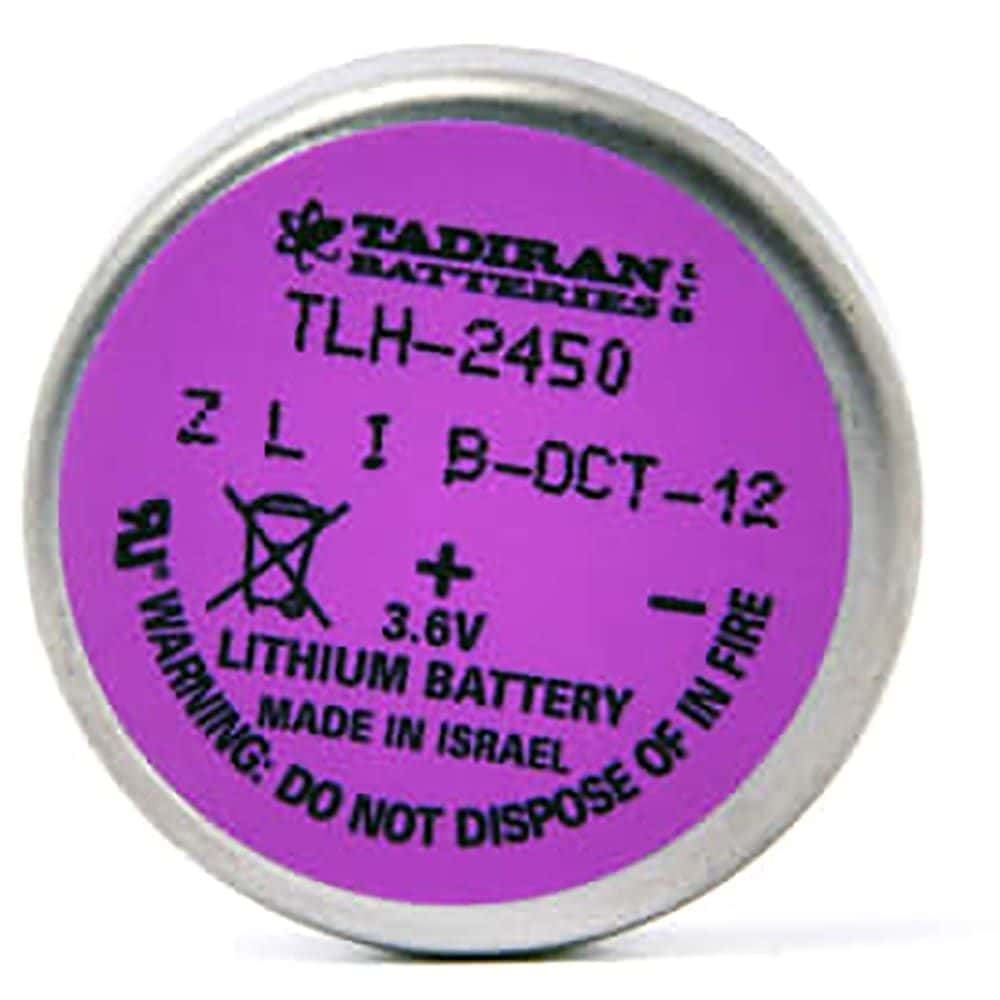 TADIRAN LTD
BATTERIES
TLH-2450
Z L I B-OCT-12
+ -
3.6V
LITHIUM BATTERY
MADE IN ISRAEL
WARNING: DO NOT DISPOSE OF IN FIRE